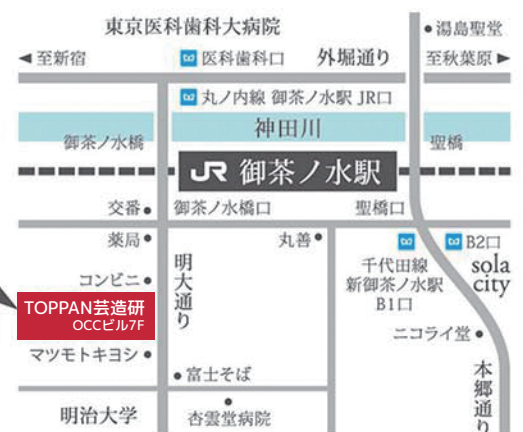 東京医科歯科大病院
湯島聖堂
至新宿
医科歯科口
外堀通り
至秋葉原
丸ノ内線 御茶ノ水駅 JR口
神田川
御茶ノ水橋
聖橋
JR 御茶ノ水駅
交番
御茶ノ水橋口
聖橋口
薬局
丸善
B2口
千代田線
新御茶ノ水駅
B1口
sola
city
コンビニ
明大通り
TOPPAN芸造研
OCCビル7F
ニコライ堂
マツモトキヨシ
富士そば
本郷通り
明治大学
杏雲堂病院